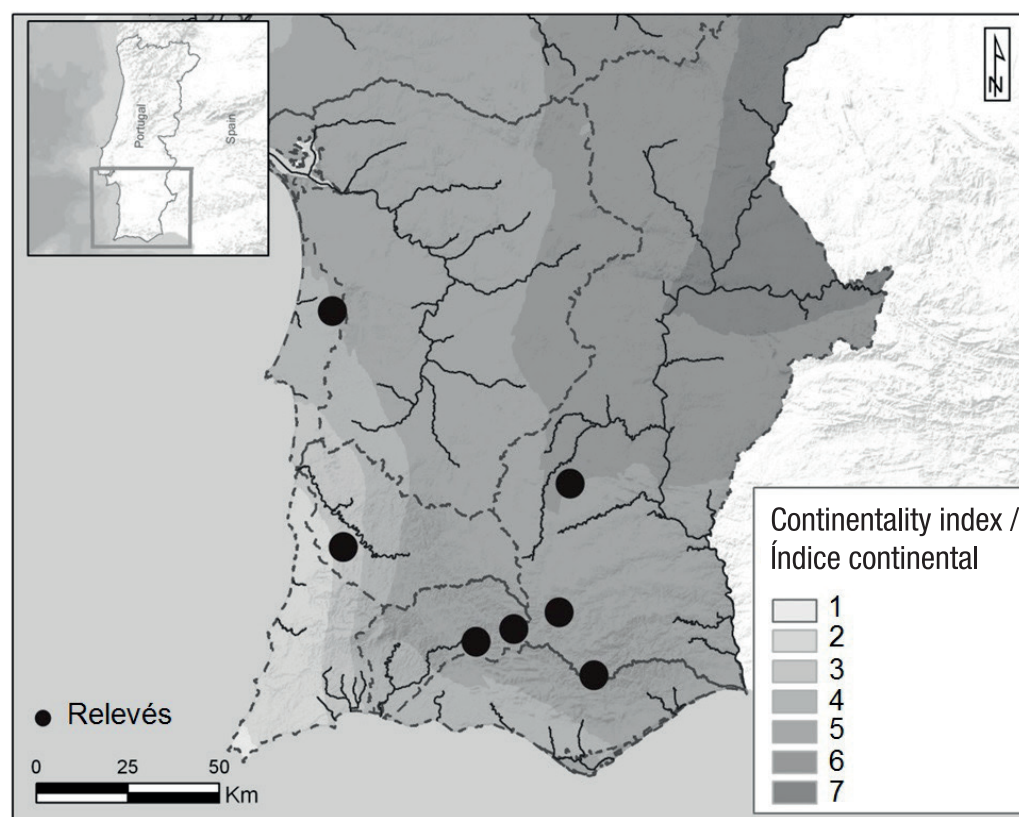 Portugal
Spain
N
Continentality index /
Índice continental
1
2
3
4
5
6
7
Relevés
0 25 50
Km